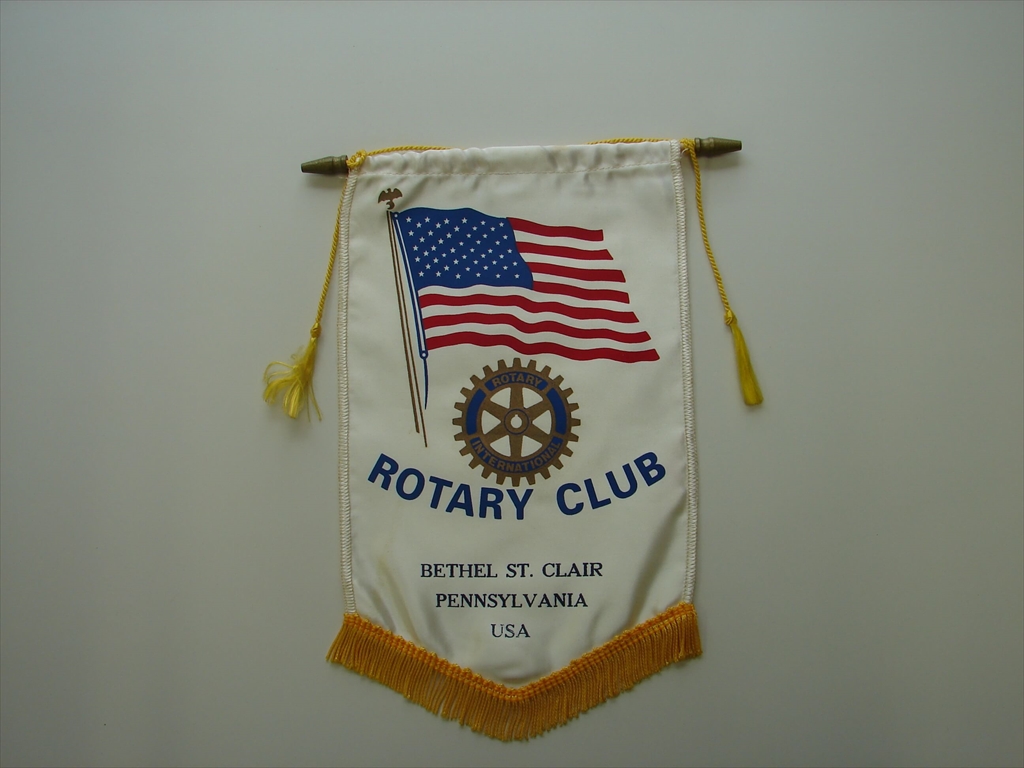 ROTARY
INTERNATIONAL
ROTARY CLUB
BETHEL ST. CLAIR
PENNSYLVANIA
USA